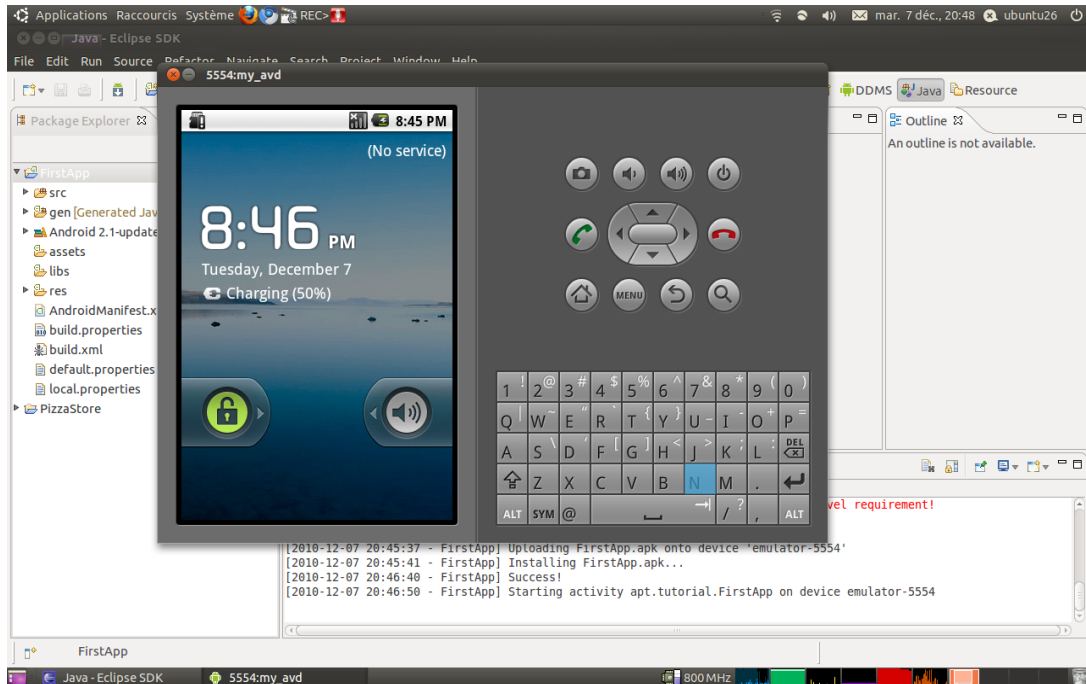 Applications Raccourcis Système REC> mar. 7 déc., 20:48 ubuntu26
Java - Eclipse SDK
File Edit Run Source Refactor Navigate Search Project Window Help
5554:my_avd
DDMS Java Resource
Package Explorer
Outline
An outline is not available.
FirstApp
src
gen [Generated Jav
Android 2.1-update
assets
libs
res
AndroidManifest.x
build.properties
build.xml
default.properties
local.properties
PizzaStore
8:45 PM
(No service)
8:46 PM
Tuesday, December 7
Charging (50%)
MENU
1 ! 2 @ 3 # 4 $ 5 % 6 ^ 7 & 8 * 9 ( 0 )
Q | W ~ E " R ` T { Y } U _ I - O + P =
A S \ D ' F [ G ] H < J > K ; L : DEL
Z X C V B N M .
ALT SYM @ / ? , ALT
vel requirement!
[2010-12-07 20:45:37 - FirstApp] Uploading FirstApp.apk onto device 'emulator-5554'
[2010-12-07 20:45:41 - FirstApp] Installing FirstApp.apk...
[2010-12-07 20:46:40 - FirstApp] Success!
[2010-12-07 20:46:50 - FirstApp] Starting activity apt.tutorial.FirstApp on device emulator-5554
FirstApp
Java - Eclipse SDK 5554:my_avd 800 MHz